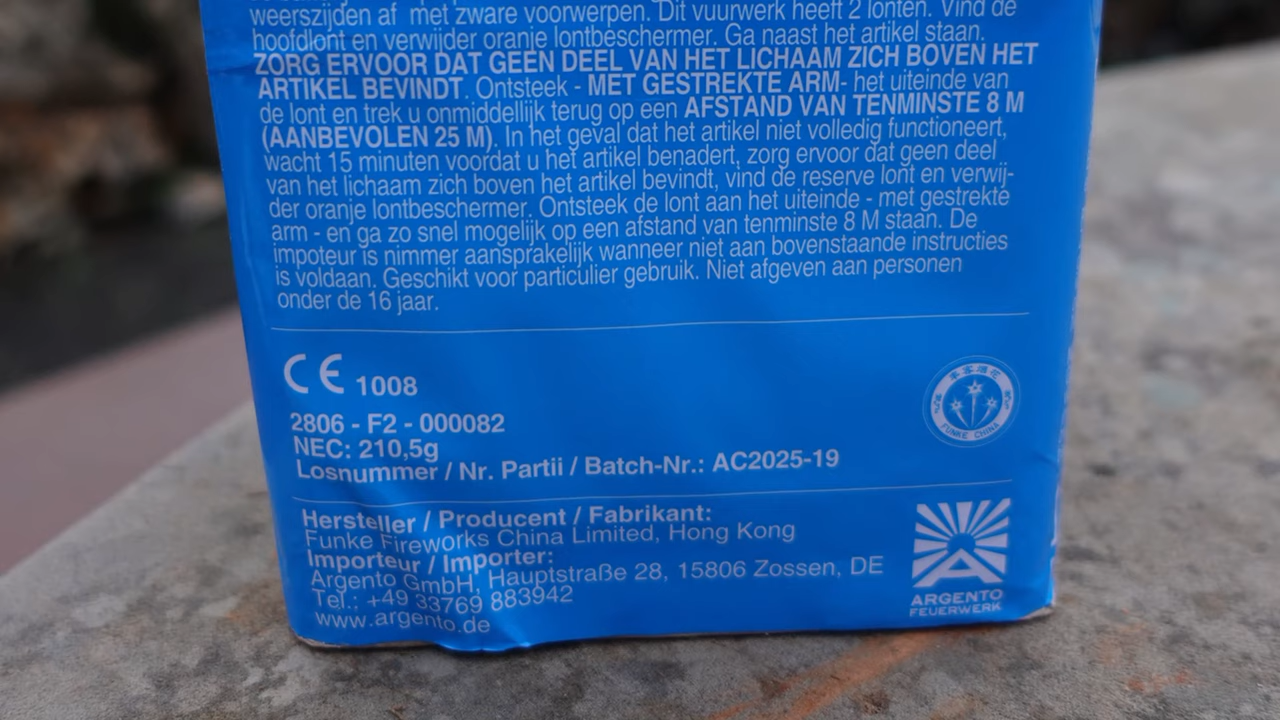 weerszijden af met zware voorwerpen. Dit vuurwerk heeft 2 lonten. Vind de
hoofdlont en verwijder oranje lontbeschermer. Ga naast het artikel staan.
ZORG ERVOOR DAT GEEN DEEL VAN HET LICHAAM ZICH BOVEN HET
ARTIKEL BEVINDT. Ontsteek - MET GESTREKTE ARM- het uiteinde van
de lont en trek u onmiddellijk terug op een AFSTAND VAN TENMINSTE 8 M
(AANBEVOLEN 25 M). In het geval dat het artikel niet volledig functioneert,
wacht 15 minuten voordat u het artikel benadert, zorg ervoor dat geen deel
van het lichaam zich boven het artikel bevindt, vind de reserve lont en verwij-
der oranje lontbeschermer. Ontsteek de lont aan het uiteinde - met gestrekte
arm - en ga zo snel mogelijk op een afstand van tenminste 8 M staan. De
impoteur is nimmer aansprakelijk wanneer niet aan bovenstaande instructies
is voldaan. Geschikt voor particulier gebruik. Niet afgeven aan personen
onder de 16 jaar.
CE 1008
2806 - F2 - 000082
NEC: 210,5g
Losnummer / Nr. Partii / Batch-Nr.: AC2025-19
FUNKE CHINA
Hersteller / Producent / Fabrikant:
Funke Fireworks China Limited, Hong Kong
Importeur / Importer:
Argento GmbH, Hauptstraße 28, 15806 Zossen, DE
Tel.: +49 33769 883942
www.argento.de
ARGENTO
FEUERWERK